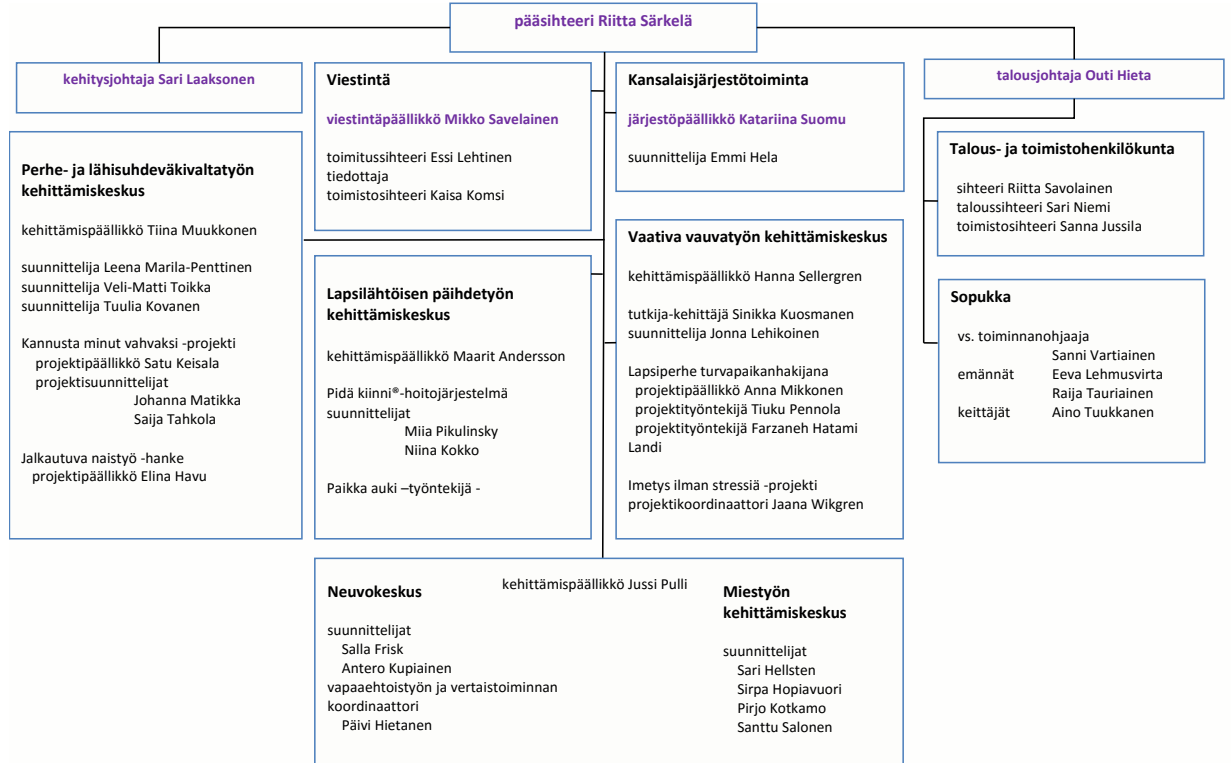 pääsihteeri Riitta Särkelä
kehitysjohtaja Sari Laaksonen
Viestintä
viestintäpäällikkö Mikko Savelainen
toimitussihteeri Essi Lehtinen
tiedottaja
toimistosihteeri Kaisa Komsi
Kansalaisjärjestötoiminta
järjestöpäällikkö Katariina Suomu
suunnittelija Emmi Hela
talousjohtaja Outi Hieta
Perhe- ja lähisuhdeväkivaltatyön
kehittämiskeskus
kehittämispäällikkö Tiina Muukkonen
suunnittelija Leena Marila-Penttinen
suunnittelija Veli-Matti Toikka
suunnittelija Tuulia Kovanen
Kannusta minut vahvaksi -projekti
projektipäällikkö Satu Keisala
projektisuunnittelijat
Johanna Matikka
Saija Tahkola
Jalkautuva naistyö -hanke
projektipäällikkö Elina Havu
Lapsilähtöisen päihdetyön
kehittämiskeskus
kehittämispäällikkö Maarit Andersson
Pidä kiinni®-hoitojärjestelmä
suunnittelijat
Miia Pikulinsky
Niina Kokko
Paikka auki –työntekijä -
Vaativa vauvatyön kehittämiskeskus
kehittämispäällikkö Hanna Sellergren
tutkija-kehittäjä Sinikka Kuosmanen
suunnittelija Jonna Lehikoinen
Lapsiperhe turvapaikanhakijana
projektipäällikkö Anna Mikkonen
projektityöntekijä Tiuku Pennola
projektityöntekijä Farzaneh Hatami
Landi
Imetys ilman stressiä -projekti
projektikoordinaattori Jaana Wikgren
Talous- ja toimistohenkilökunta
sihteeri Riitta Savolainen
taloussihteeri Sari Niemi
toimistosihteeri Sanna Jussila
Sopukka
vs. toiminnanohjaaja
Sanni Vartiainen
emännät Eeva Lehmusvirta
Raija Tauriainen
keittäjät Aino Tuukkanen
kehittämispäällikkö Jussi Pulli
Neuvokeskus
suunnittelijat
Salla Frisk
Antero Kupiainen
vapaaehtoistyön ja vertaistoiminnan
koordinaattori
Päivi Hietanen
Miestyön
kehittämiskeskus
suunnittelijat
Sari Hellsten
Sirpa Hopiavuori
Pirjo Kotkamo
Santtu Salonen